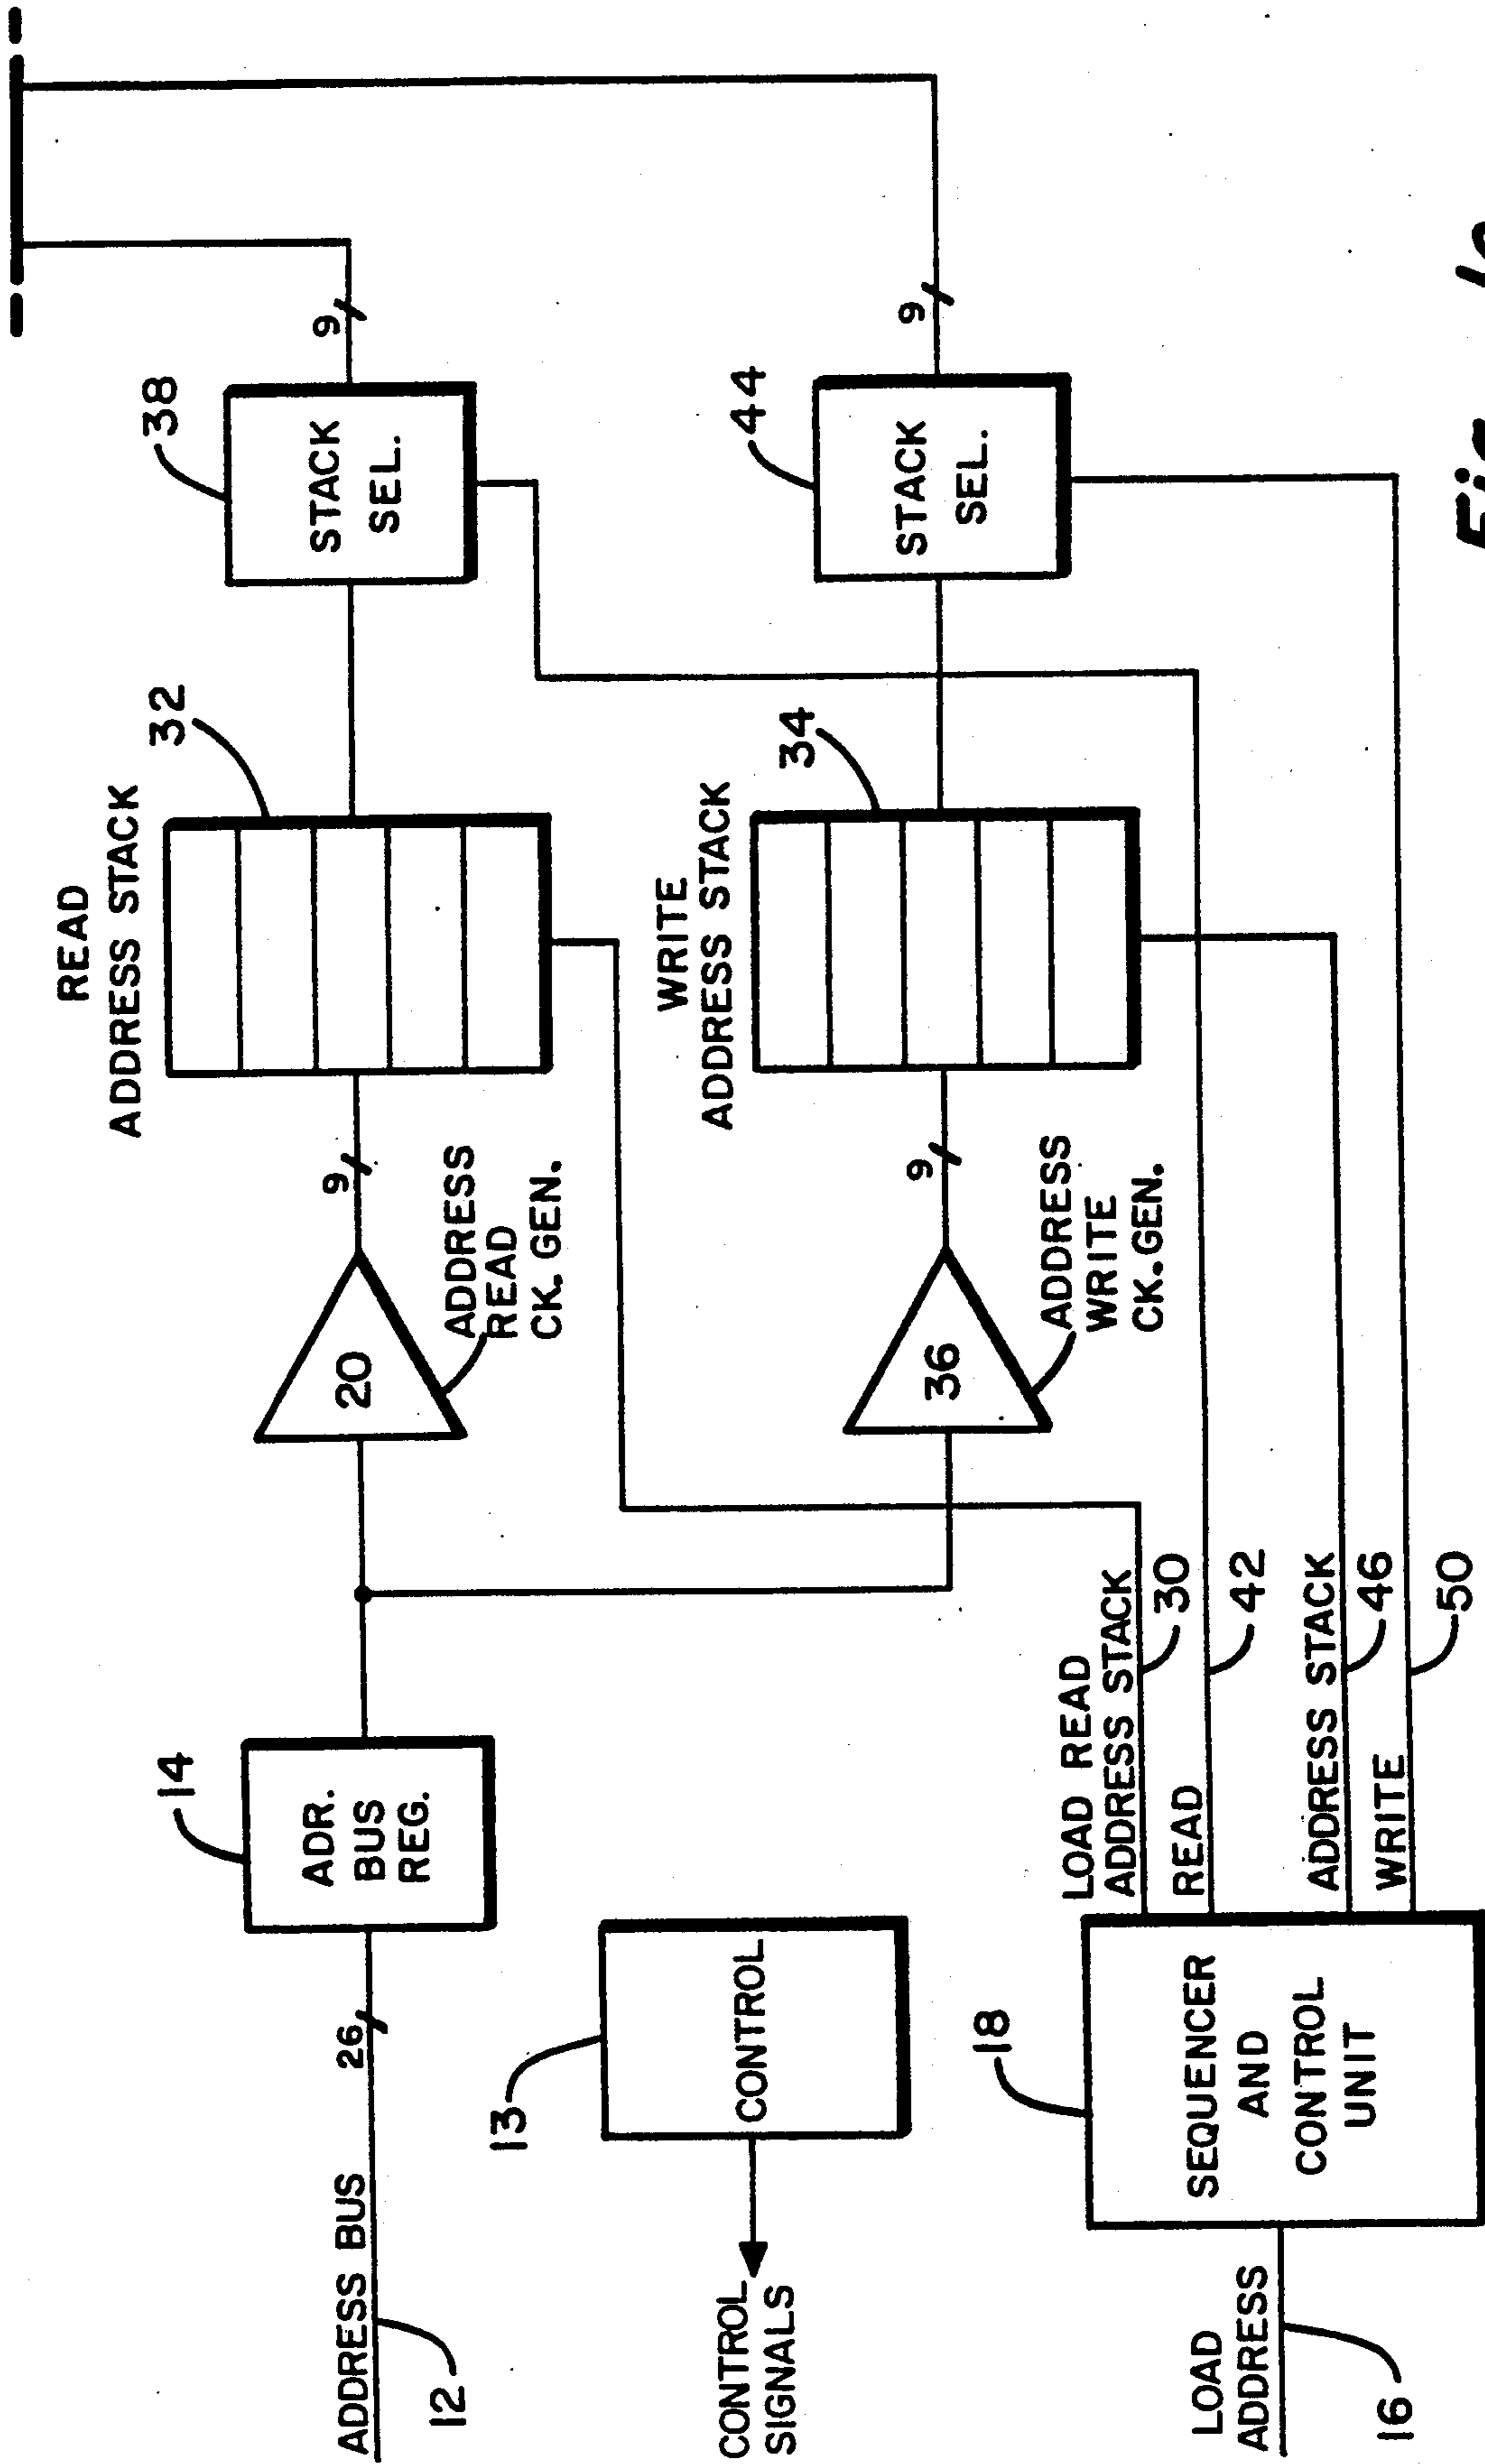 ADDRESS BUS
12
26
14
ADR.
BUS
REG.
20
ADDRESS
READ
CK. GEN.
9
READ
ADDRESS STACK
32
38
STACK
SEL.
9
13
CONTROL
CONTROL
SIGNALS
36
ADDRESS
WRITE
CK.GEN.
9
WRITE
ADDRESS STACK
34
44
STACK
SEL.
9
LOAD
ADDRESS
16
18
SEQUENCER
AND
CONTROL
UNIT
LOAD READ
ADDRESS STACK
30
READ
42
ADDRESS STACK
46
WRITE
50